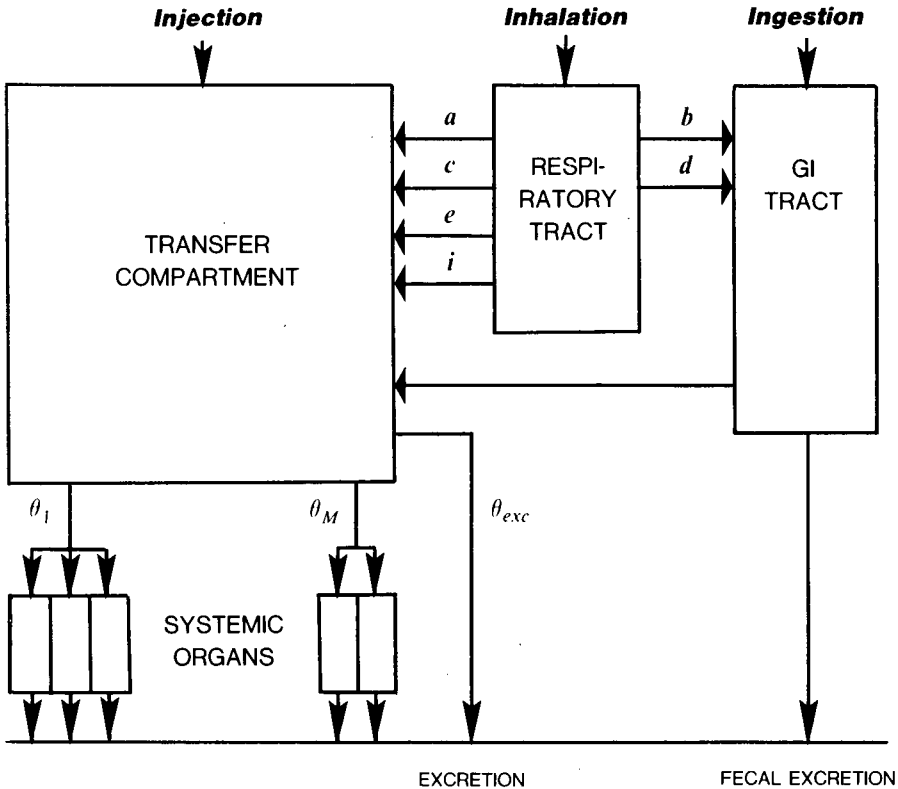 Injection
Inhalation
Ingestion
a
b
c
d
e
i
RESPI-
RATORY
TRACT
GI
TRACT
TRANSFER
COMPARTMENT
θ1
θM
θexc
SYSTEMIC
ORGANS
EXCRETION
FECAL EXCRETION